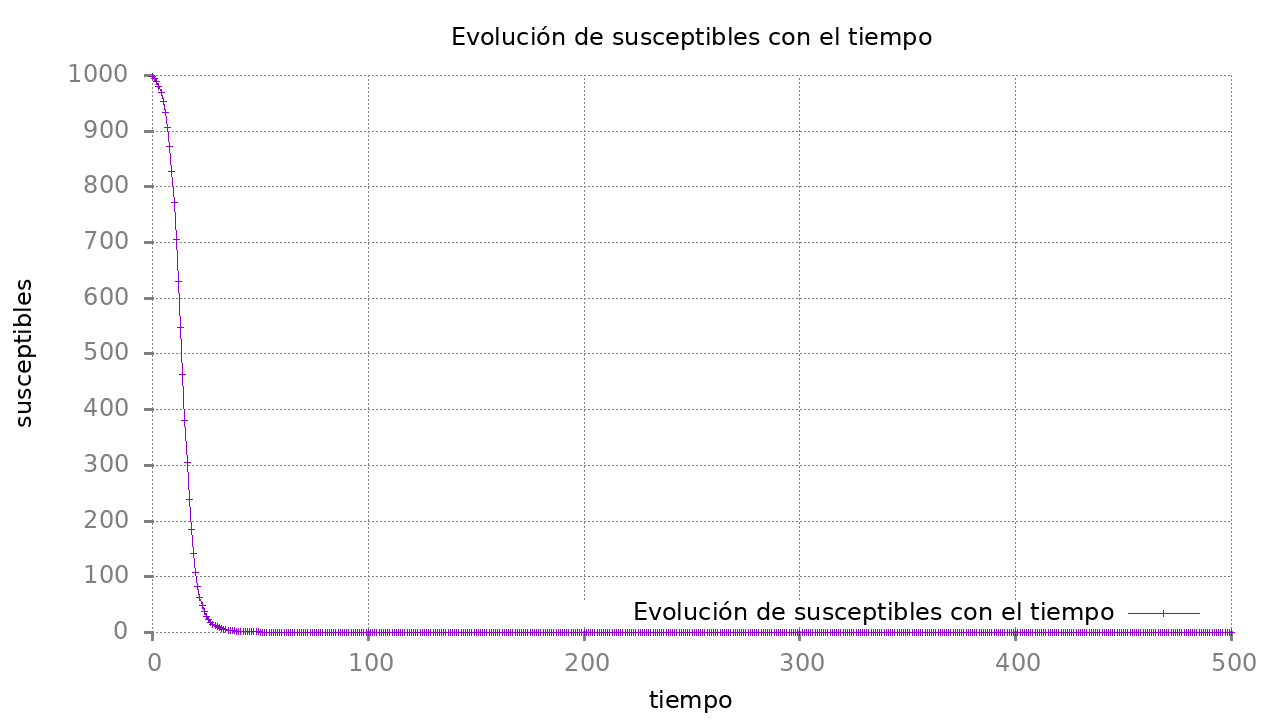 Evolución de susceptibles con el tiempo
1000
900
800
700
600
500
400
300
200
100
0
susceptibles
Evolución de susceptibles con el tiempo
0 100 200 300 400 500
tiempo